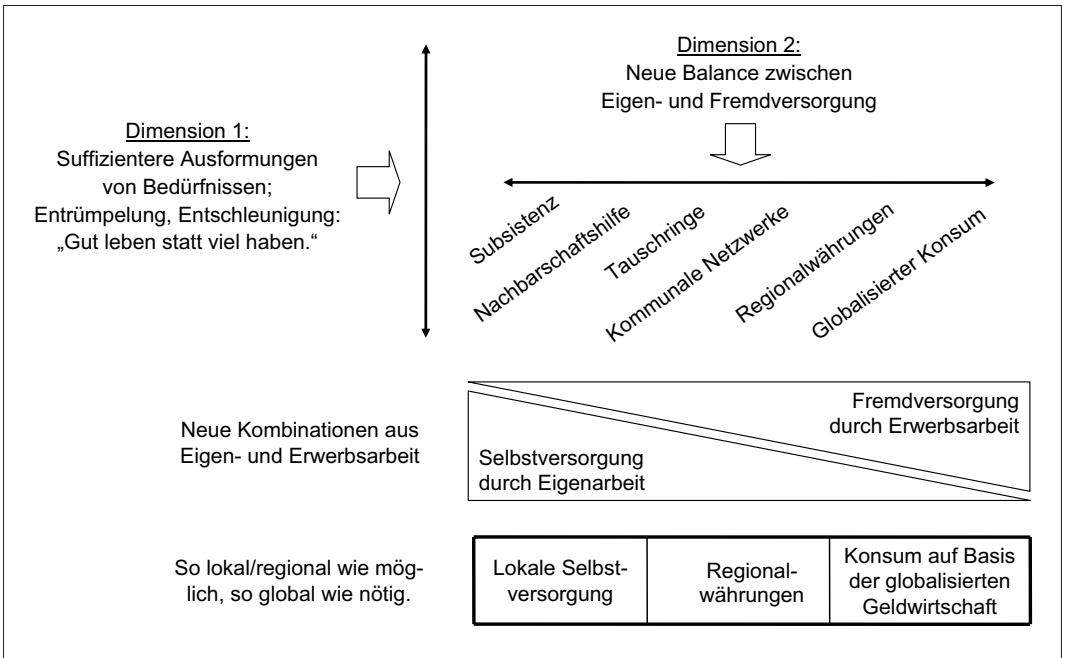 Dimension 1:
Suffizientere Ausformungen
von Bedürfnissen;
Entrümpelung, Entschleunigung:
„Gut leben statt viel haben.“
Dimension 2:
Neue Balance zwischen
Eigen- und Fremdversorgung
Subsistenz
Nachbarschaftshilfe
Tauschringe
Kommunale Netzwerke
Regionalwährungen
Globalisierter Konsum
Neue Kombinationen aus
Eigen- und Erwerbsarbeit
Selbstversorgung
durch Eigenarbeit
Fremdversorgung
durch Erwerbsarbeit
So lokal/regional wie mög-
lich, so global wie nötig.
Lokale Selbst-
versorgung
Regional-
währungen
Konsum auf Basis
der globalisierten
Geldwirtschaft